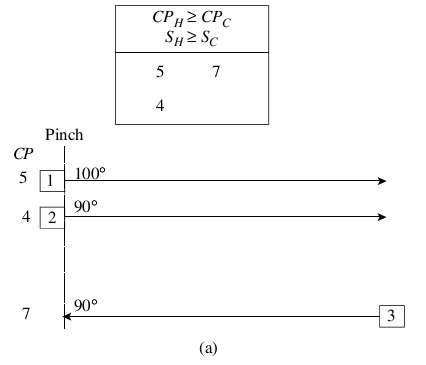 CP_H ≥ CP_C
S_H ≥ S_C
5 7
4
Pinch
CP
5 1 100°
4 2 90°
7 90° 3
(a)